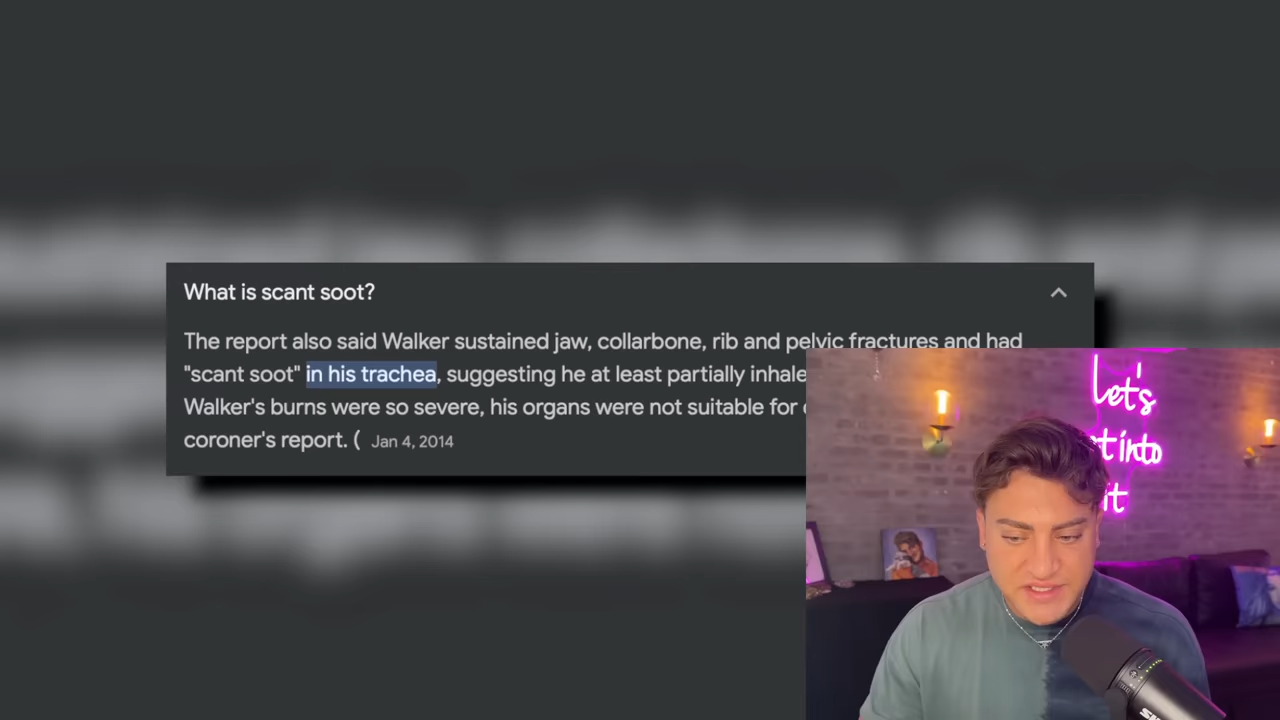 What is scant soot?
The report also said Walker sustained jaw, collarbone, rib and pelvic fractures and had
"scant soot" in his trachea, suggesting he at least partially inhale
Walker's burns were so severe, his organs were not suitable for
coroner's report. ( Jan 4, 2014
Let's
t into
it